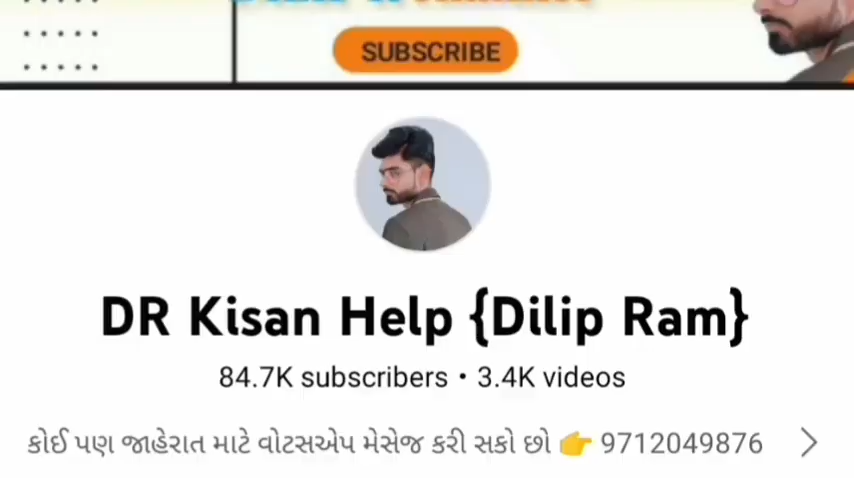 SUBSCRIBE
DR Kisan Help {Dilip Ram}
84.7K subscribers • 3.4K videos
કોઈ પણ જાહેરાત માટે વોટસએપ મેસેજ કરી સકો છો 👉 9712049876